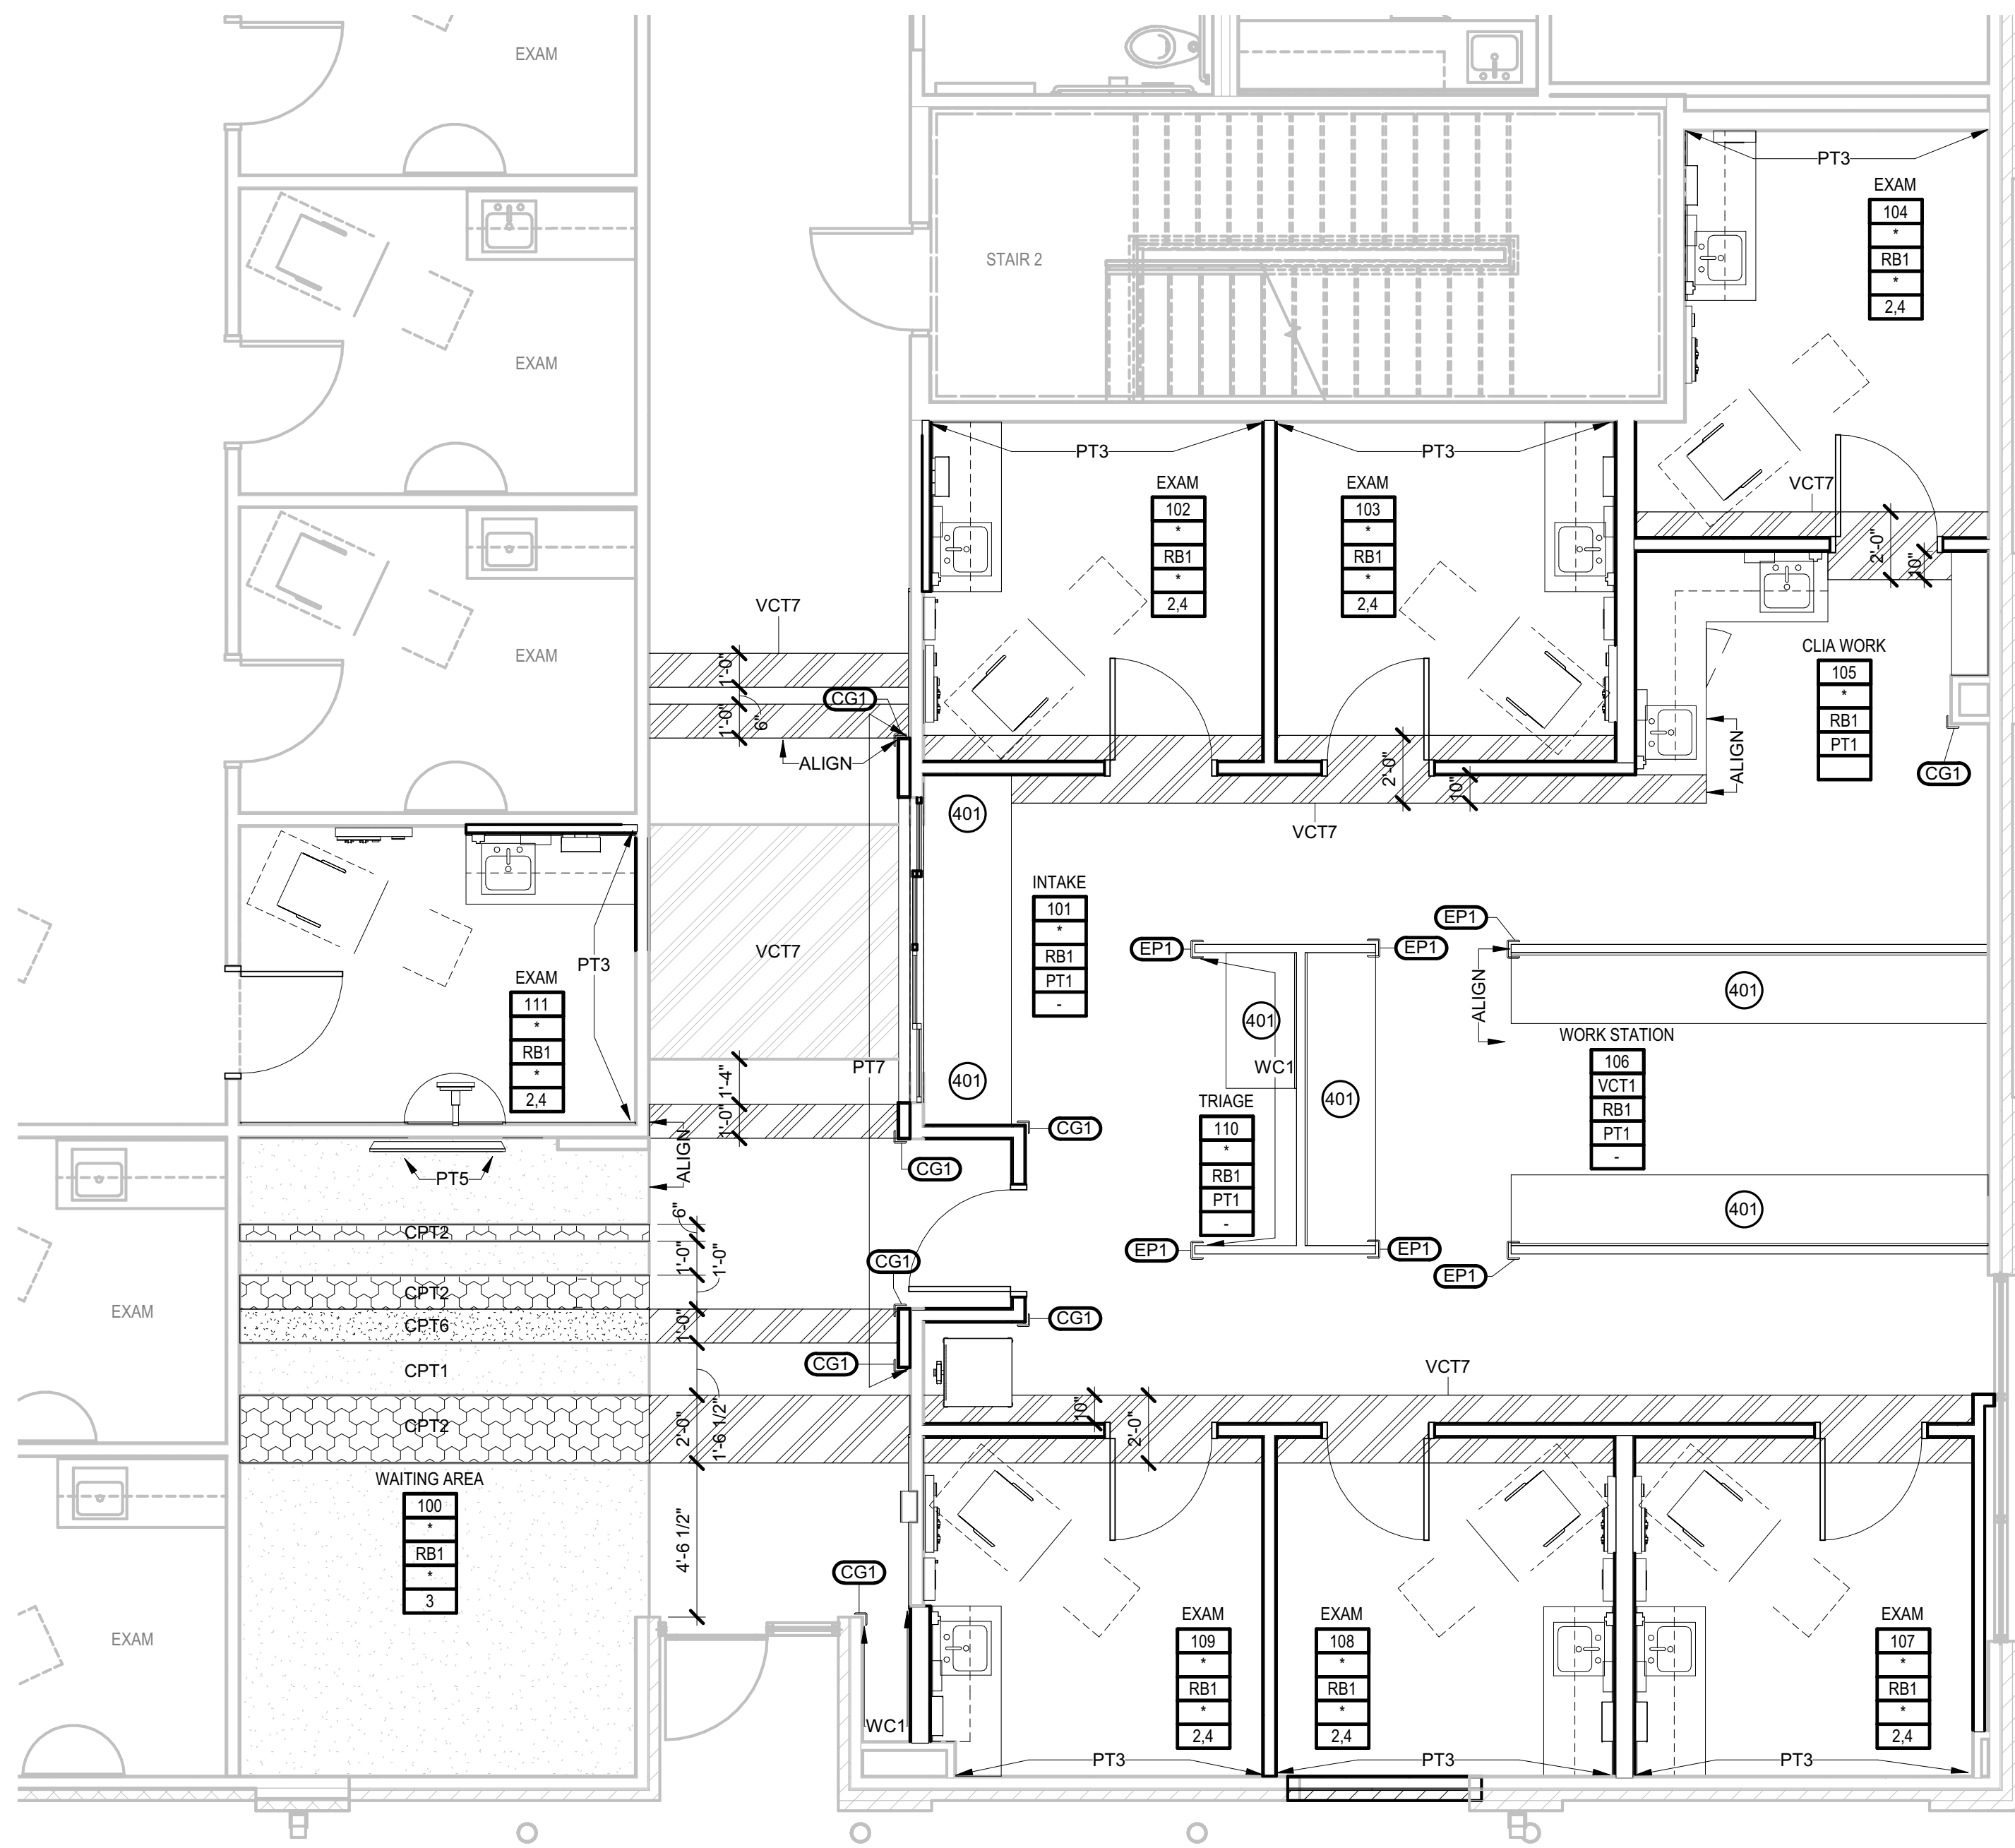 EXAM
PT3
EXAM
104
*
RB1
*
2,4
STAIR 2
EXAM
PT3
PT3
EXAM
102
*
RB1
*
2,4
EXAM
103
*
RB1
*
2,4
VCT7
2'-0"
10"
VCT7
1'-0"
6"
1'-0"
CG1
ALIGN
EXAM
CLIA WORK
105
*
RB1
PT1
CG1
ALIGN
2'-0"
10"
VCT7
401
INTAKE
101
*
RB1
PT1
-
EP1
EP1
EP1
VCT7
PT3
EXAM
111
*
RB1
*
2,4
401
401
ALIGN
WORK STATION
106
VCT1
RB1
PT1
-
WC1
401
401
PT7
1'-4"
1'-0"
TRIAGE
110
*
RB1
PT1
-
CG1
CG1
ALIGN
PT5
401
EP1
EP1
EP1
CPT2
6"
1'-0"
1'-0"
CG1
CPT2
CPT6
1'-0"
EXAM
CG1
CPT1
CG1
VCT7
CPT2
2'-0"
1'-6 1/2"
10"
2'-0"
WAITING AREA
100
*
RB1
*
3
4'-6 1/2"
CG1
EXAM
WC1
EXAM
109
*
RB1
*
2,4
EXAM
108
*
RB1
*
2,4
EXAM
107
*
RB1
*
2,4
PT3
PT3
PT3